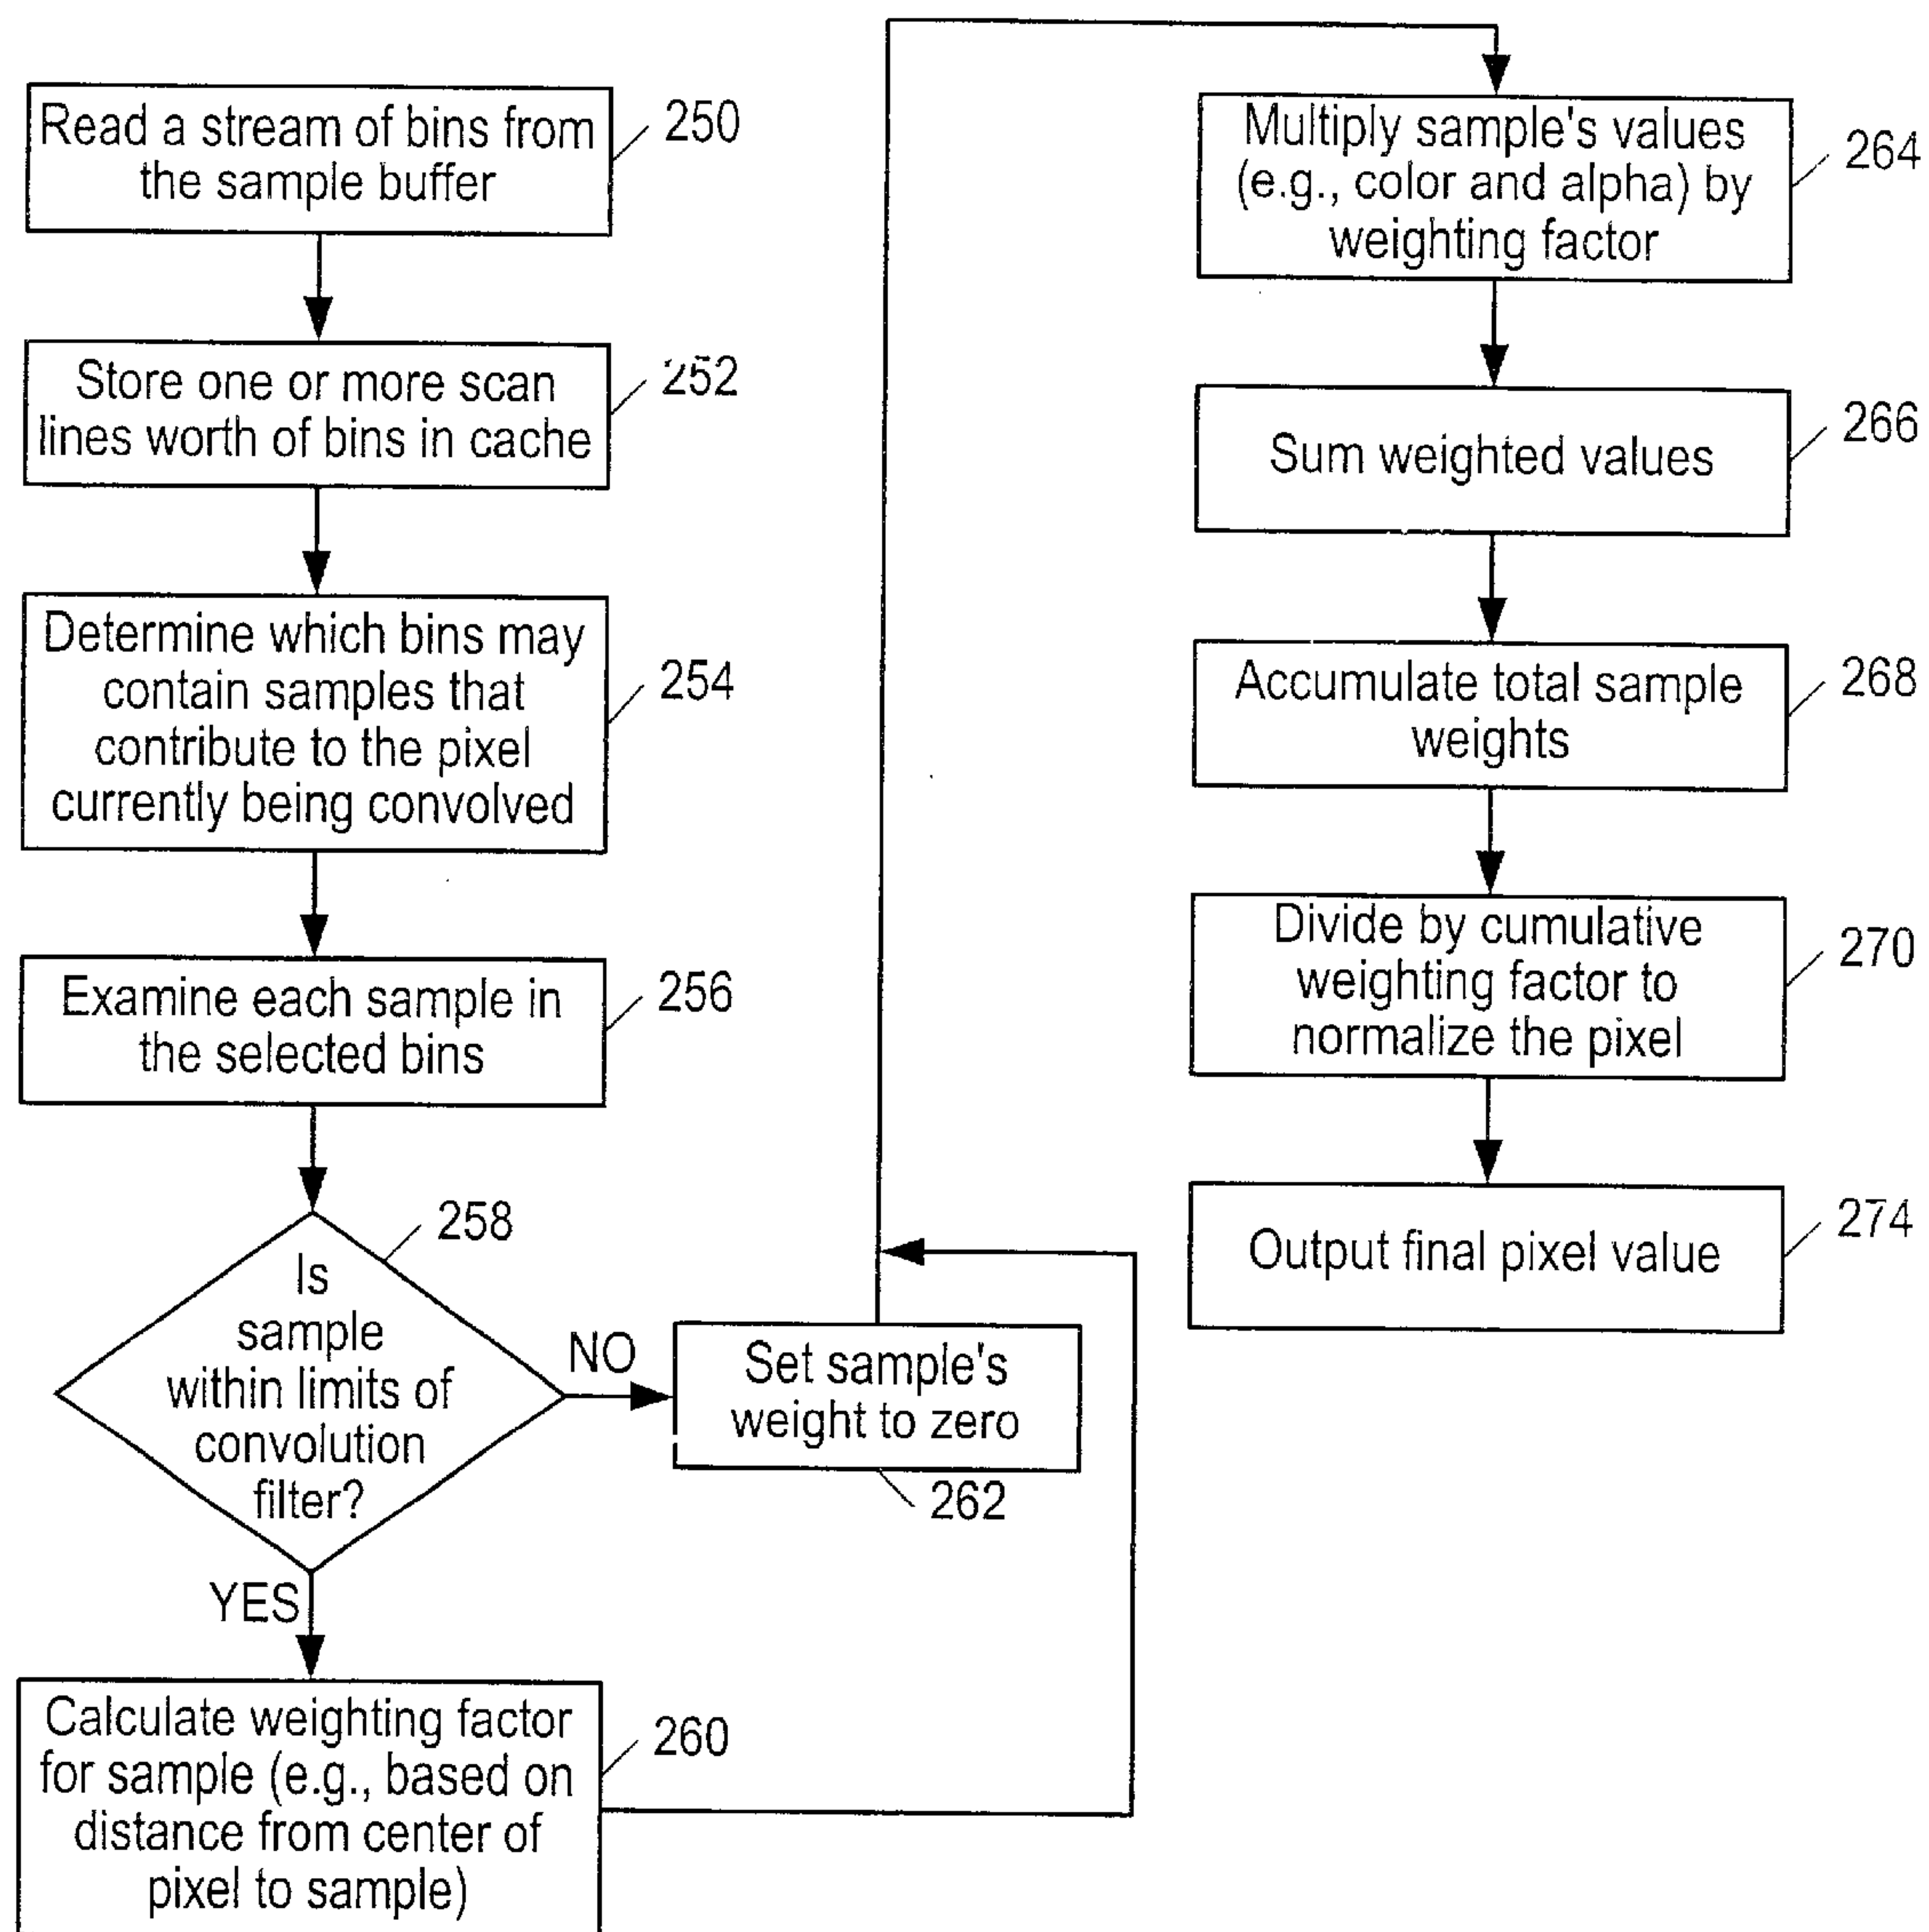 Read a stream of bins from
the sample buffer
250
Store one or more scan
lines worth of bins in cache
252
Determine which bins may
contain samples that
contribute to the pixel
currently being convolved
254
Examine each sample in
the selected bins
256
258
Is
sample
within limits of
convolution
filter?
NO
Set sample's
weight to zero
262
YES
Calculate weighting factor
for sample (e.g., based on
distance from center of
pixel to sample)
260
Multiply sample's values
(e.g., color and alpha) by
weighting factor
264
Sum weighted values
266
Accumulate total sample
weights
268
Divide by cumulative
weighting factor to
normalize the pixel
270
Output final pixel value
274